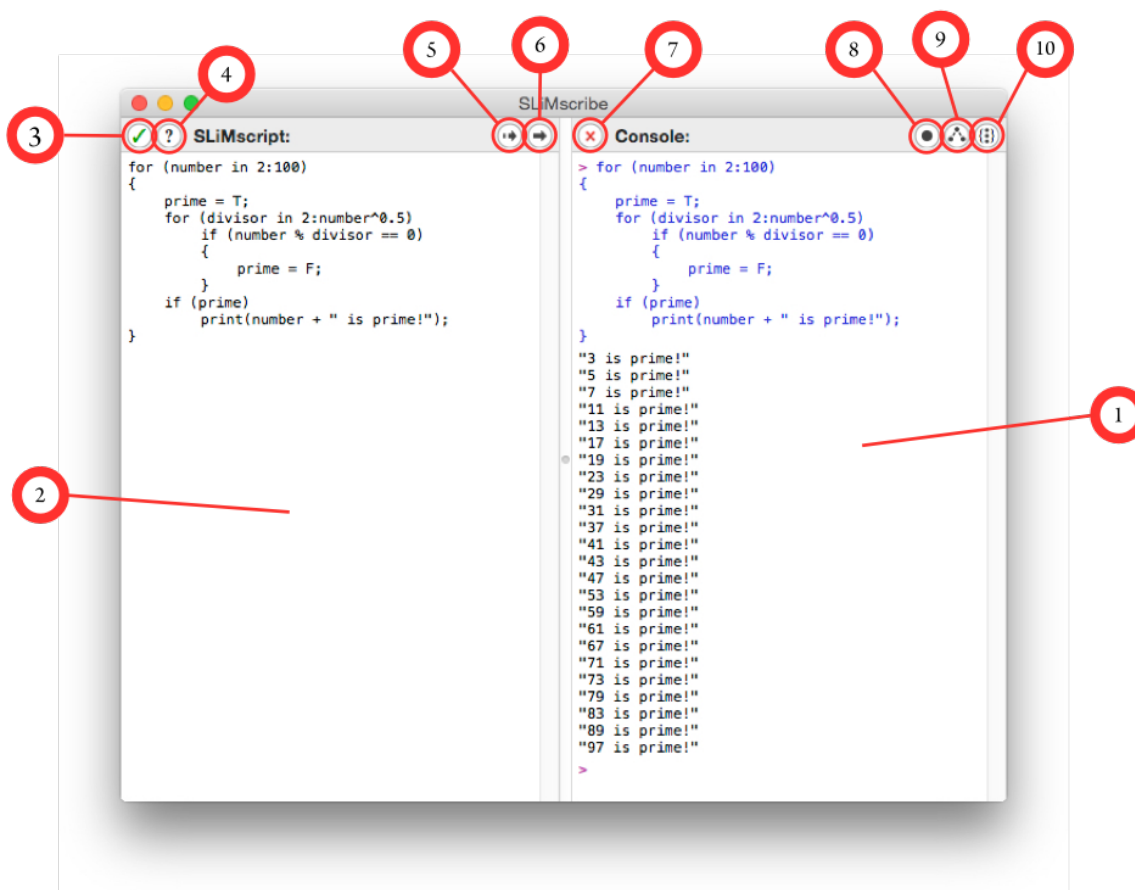 5 6 7 8 9 10
4
3
SLiMscribe
? SLiMscript:
Console:
for (number in 2:100)
{
    prime = T;
    for (divisor in 2:number^0.5)
        if (number % divisor == 0)
        {
            prime = F;
        }
    if (prime)
        print(number + " is prime!");
}
2
> for (number in 2:100)
{
    prime = T;
    for (divisor in 2:number^0.5)
        if (number % divisor == 0)
        {
            prime = F;
        }
    if (prime)
        print(number + " is prime!");
}
"3 is prime!"
"5 is prime!"
"7 is prime!"
"11 is prime!"
"13 is prime!"
"17 is prime!"
"19 is prime!"
"23 is prime!"
"29 is prime!"
"31 is prime!"
"37 is prime!"
"41 is prime!"
"43 is prime!"
"47 is prime!"
"53 is prime!"
"59 is prime!"
"61 is prime!"
"67 is prime!"
"71 is prime!"
"73 is prime!"
"79 is prime!"
"83 is prime!"
"89 is prime!"
"97 is prime!"
>
1